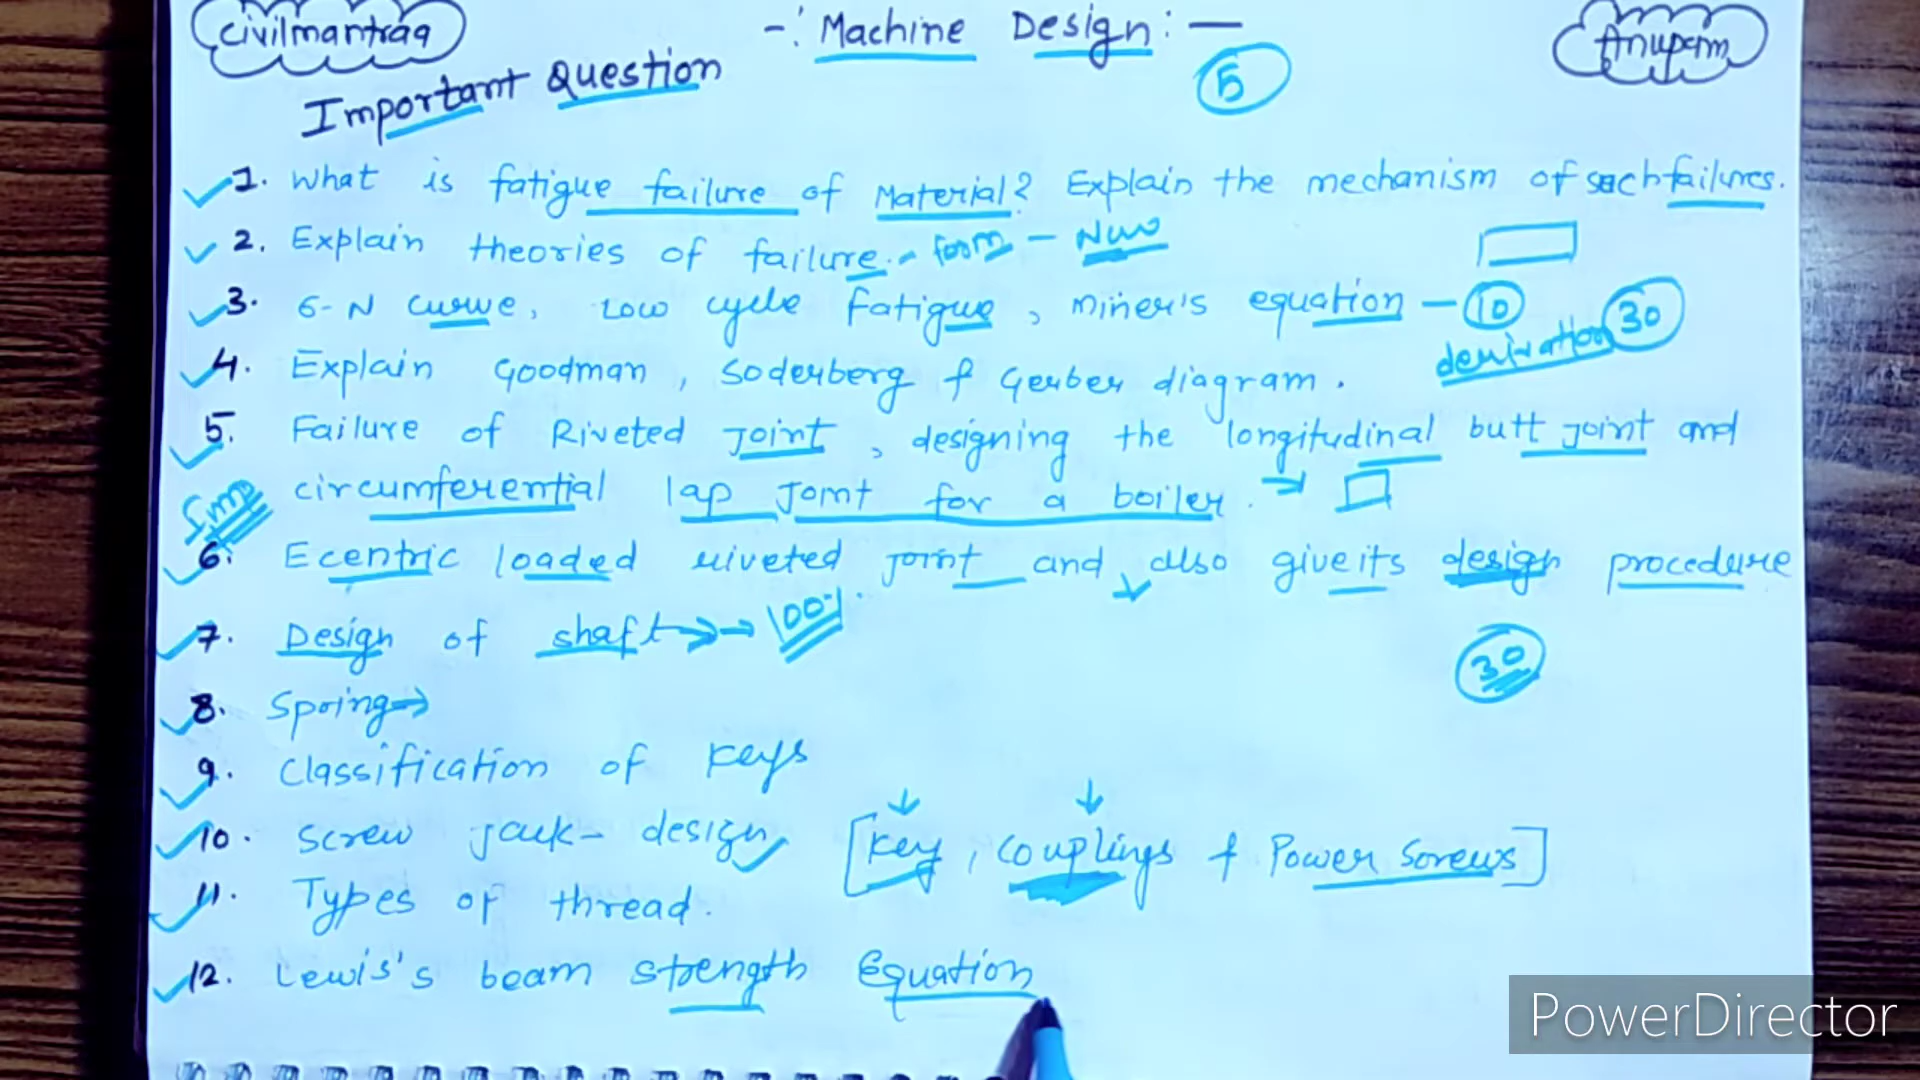 civilmantraa
-: Machine Design: -
Anupam
Important Question
5
1. What is fatigue failure of Material? Explain the mechanism of such failures.
2. Explain theories of failure. - form - Num
3. 6-N curve, Low cycle fatigue, Miner's equation - 10
derivation 30
4. Explain Goodman, Soderberg & Gerber diagram.
5. Failure of Riveted Joint, designing the longitudinal butt joint and
circumferential lap Joint for a boiler. →
Imp
6. Ecentric loaded riveted joint and also give its design procedure
7. Design of shaft → → 100%.
30
8. Spring →
9. Classification of keys
10. Screw jack - design [key, couplings & Power Screws]
11. Types of thread.
12. Lewis's beam strength Equation
PowerDirector